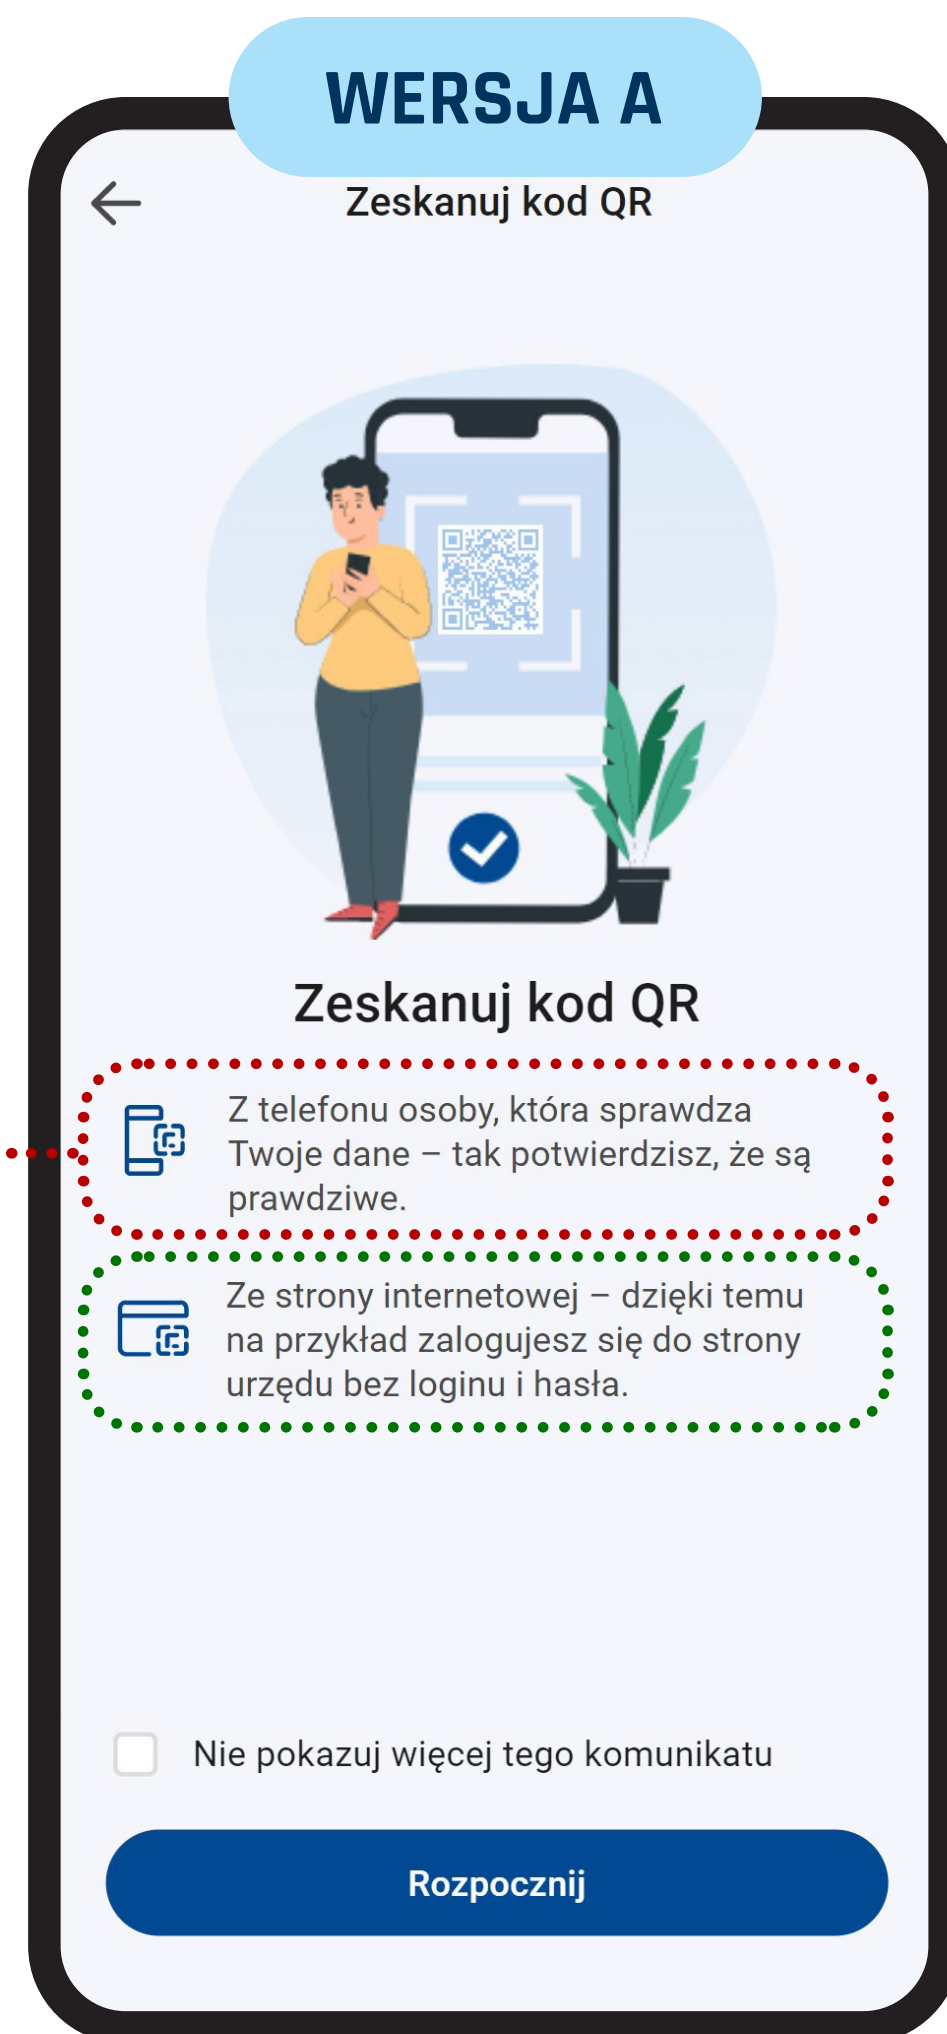 WERSJA A
Zeskanuj kod QR
Zeskanuj kod QR
Z telefonu osoby, która sprawdza
Twoje dane – tak potwierdzisz, że są
prawdziwe.
Ze strony internetowej – dzięki temu
na przykład zalogujesz się do strony
urzędu bez loginu i hasła.
Nie pokazuj więcej tego komunikatu
Rozpocznij